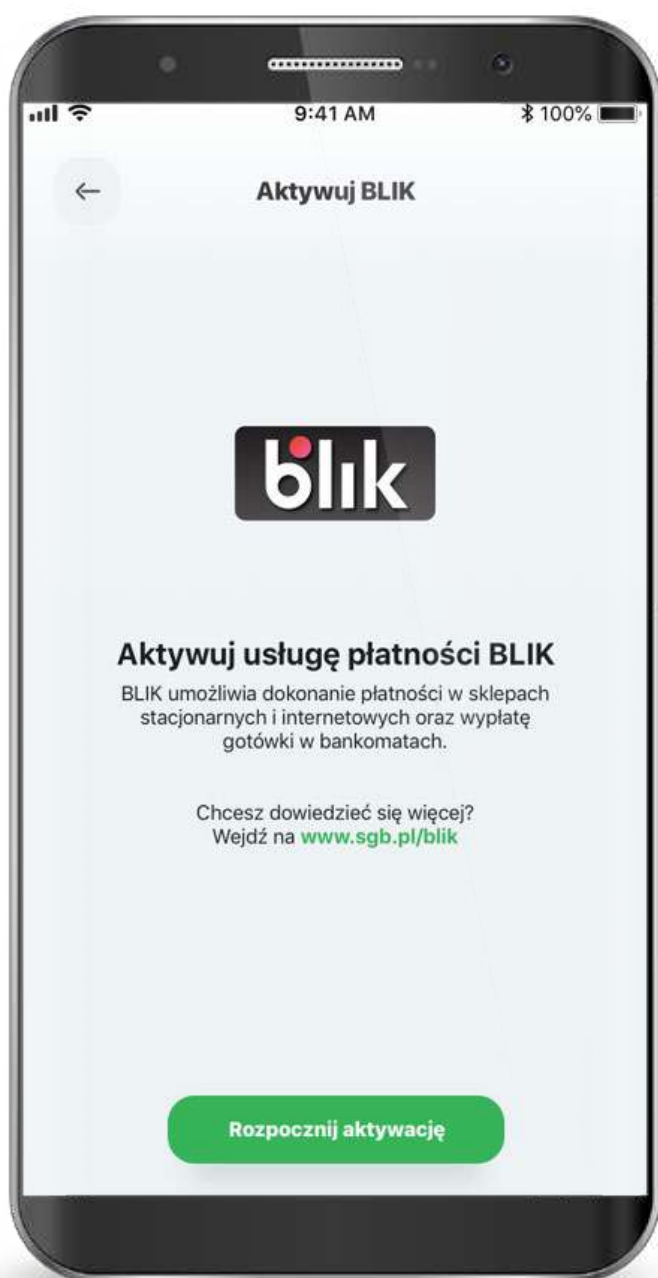 9:41 AM
100%
Aktywuj BLIK
blik
Aktywuj usługę płatności BLIK
BLIK umożliwia dokonanie płatności w sklepach
stacjonarnych i internetowych oraz wypłatę
gotówki w bankomatach.
Chcesz dowiedzieć się więcej?
Wejdź na www.sgb.pl/blik
Rozpocznij aktywację